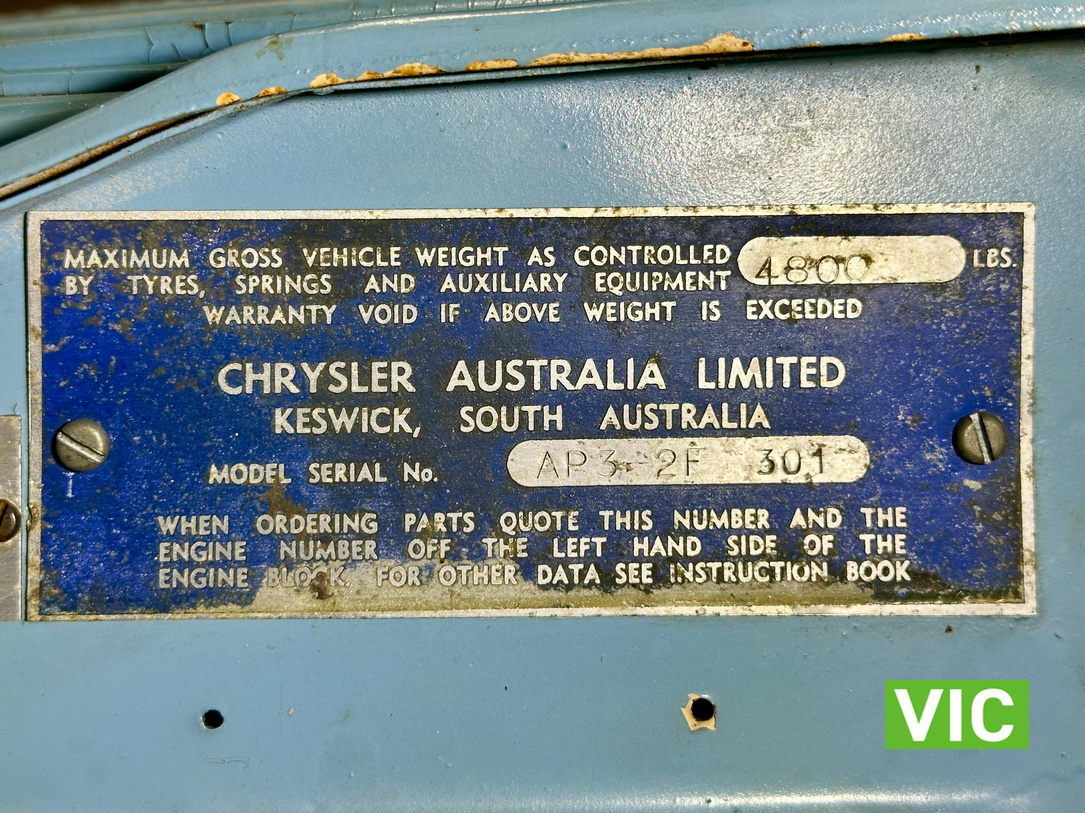 MAXIMUM GROSS VEHICLE WEIGHT AS CONTROLLED 4800 LBS.
BY TYRES, SPRINGS AND AUXILIARY EQUIPMENT
WARRANTY VOID IF ABOVE WEIGHT IS EXCEEDED
CHRYSLER AUSTRALIA LIMITED
KESWICK, SOUTH AUSTRALIA
MODEL SERIAL No. AP3-2F 301
WHEN ORDERING PARTS QUOTE THIS NUMBER AND THE
ENGINE NUMBER OFF THE LEFT HAND SIDE OF THE
ENGINE BLOCK. FOR OTHER DATA SEE INSTRUCTION BOOK
VIC